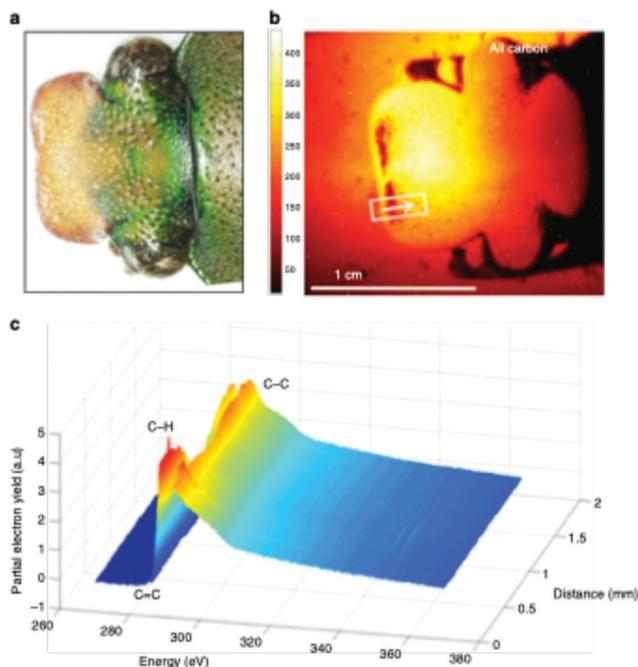 a
b
400
350
300
250
200
150
100
50
All carbon
1 cm
c
C–C
C–H
C=C
Partial electron yield (a.u)
5
4
3
2
1
0
–1
260
280
300
320
340
360
380
Energy (eV)
0
0.5
1
1.5
2
Distance (mm)